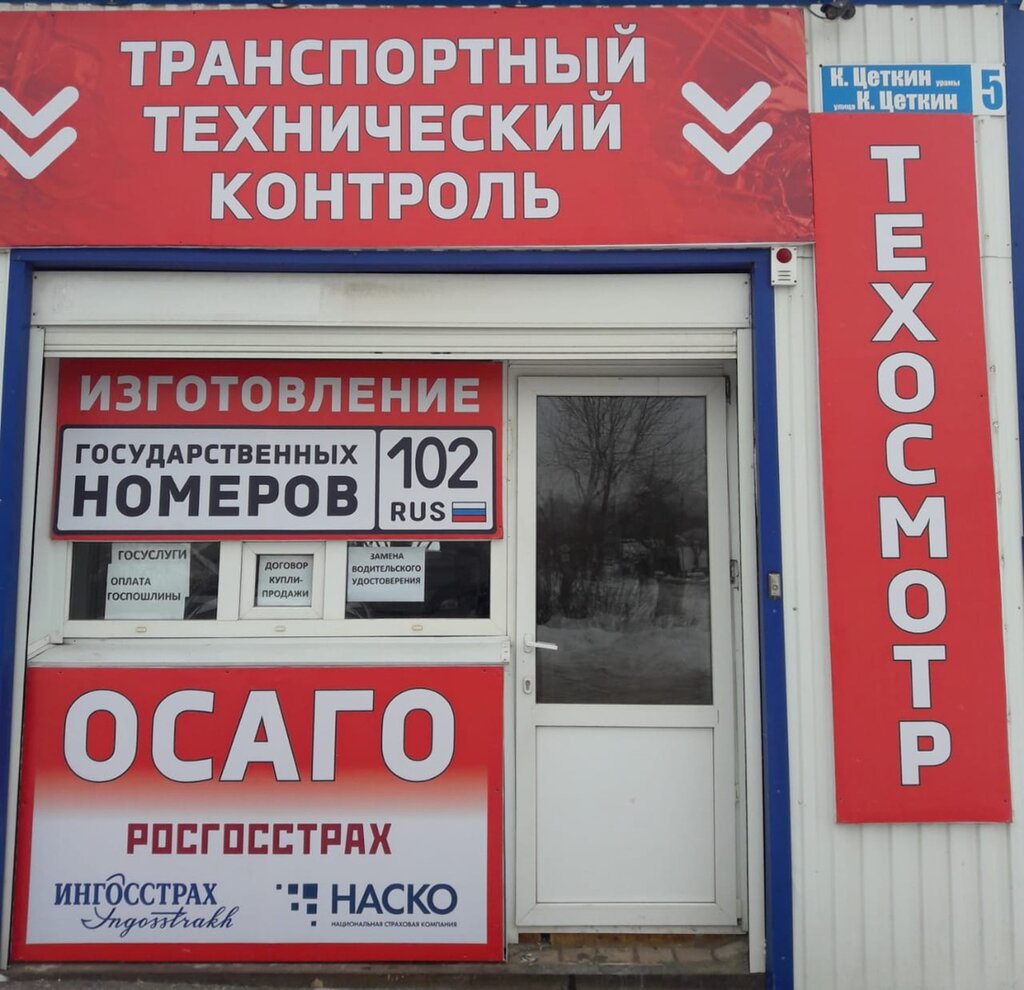 ТРАНСПОРТНЫЙ
ТЕХНИЧЕСКИЙ
КОНТРОЛЬ
К. Цеткин урамы
улица К. Цеткин
5
ТЕХОСМОТР
ИЗГОТОВЛЕНИЕ
ГОСУДАРСТВЕННЫХ
НОМЕРОВ
102
RUS
ГОСУСЛУГИ
ОПЛАТА
ГОСПОШЛИНЫ
ДОГОВОР
КУПЛИ-
ПРОДАЖИ
ЗАМЕНА
ВОДИТЕЛЬСКОГО
УДОСТОВЕРЕНИЯ
ОСАГО
РОСГОССТРАХ
ИНГОССТРАХ
Ingosstrakh
НАСКО
НАЦИОНАЛЬНАЯ СТРАХОВАЯ КОМПАНИЯ